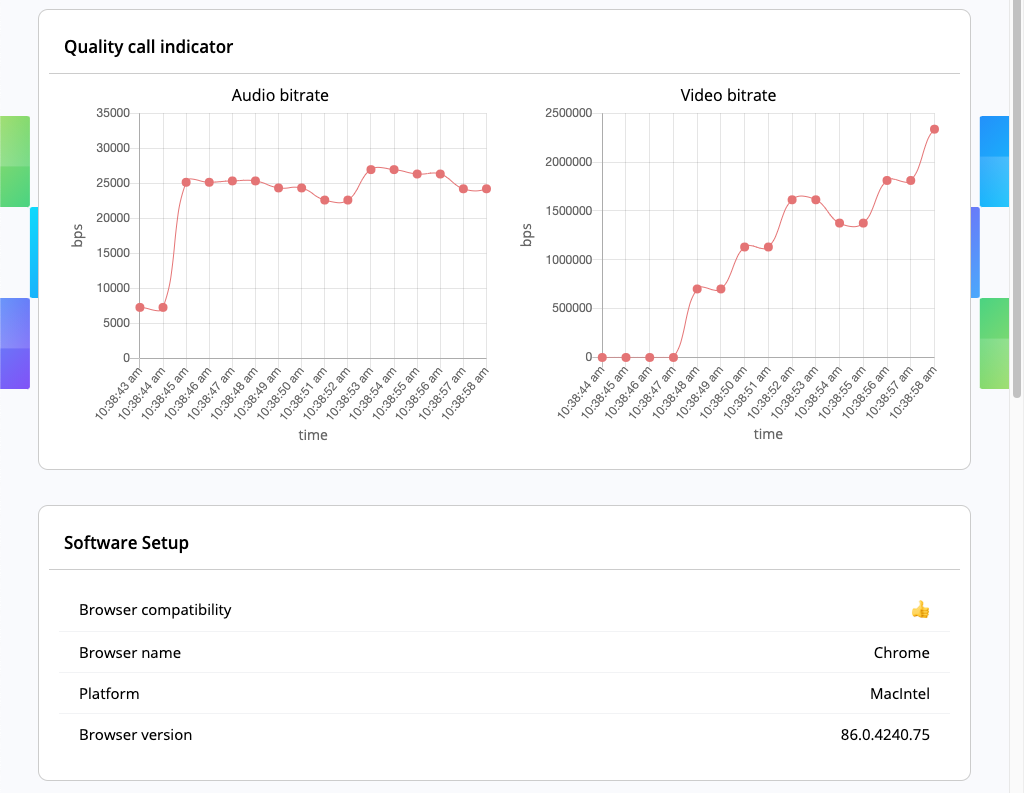 Quality call indicator
Audio bitrate
35000
30000
25000
20000
15000
10000
5000
0
bps
10:38:43 am
10:38:44 am
10:38:45 am
10:38:46 am
10:38:47 am
10:38:48 am
10:38:49 am
10:38:50 am
10:38:51 am
10:38:52 am
10:38:53 am
10:38:54 am
10:38:55 am
10:38:56 am
10:38:57 am
10:38:58 am
time
Video bitrate
2500000
2000000
1500000
1000000
500000
0
bps
10:38:44 am
10:38:45 am
10:38:46 am
10:38:47 am
10:38:48 am
10:38:49 am
10:38:50 am
10:38:51 am
10:38:52 am
10:38:53 am
10:38:54 am
10:38:55 am
10:38:56 am
10:38:57 am
10:38:58 am
time
Software Setup
Browser compatibility 👍
Browser name Chrome
Platform MacIntel
Browser version 86.0.4240.75